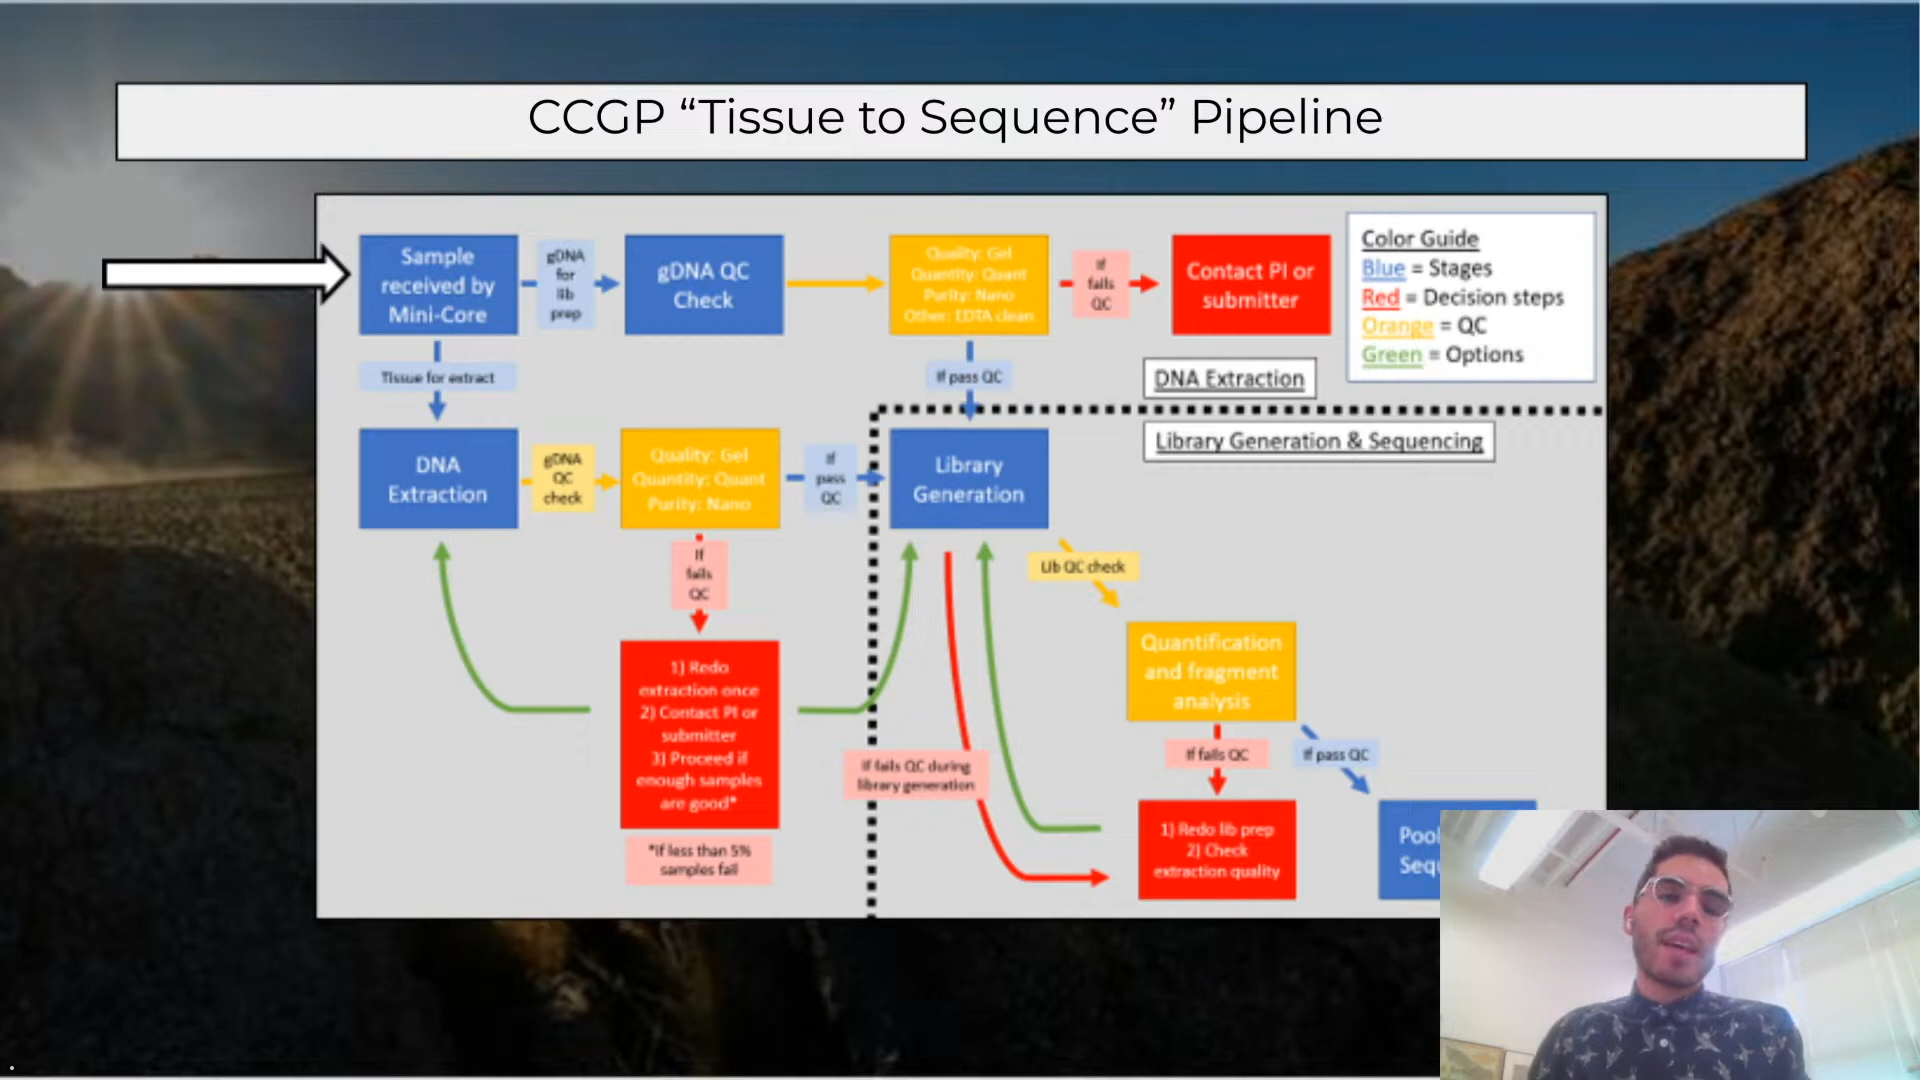 CCGP “Tissue to Sequence” Pipeline
Sample
received by
Mini-Core
gDNA
for
lib
prep
gDNA QC
Check
Quality: Gel
Quantity: Quant
Purity: Nano
Other: EDTA clean
If
fails
QC
Contact PI or
submitter
Color Guide
Blue = Stages
Red = Decision steps
Orange = QC
Green = Options
Tissue for extract
If pass QC
DNA Extraction
Library Generation & Sequencing
DNA
Extraction
gDNA
QC
check
Quality: Gel
Quantity: Quant
Purity: Nano
If
pass
QC
Library
Generation
If
fails
QC
Lib QC check
1) Redo
extraction once
2) Contact PI or
submitter
3) Proceed if
enough samples
are good*
*If less than 5%
samples fail
Quantification
and fragment
analysis
If fails QC during
library generation
If fails QC
If pass QC
1) Redo lib prep
2) Check
extraction quality